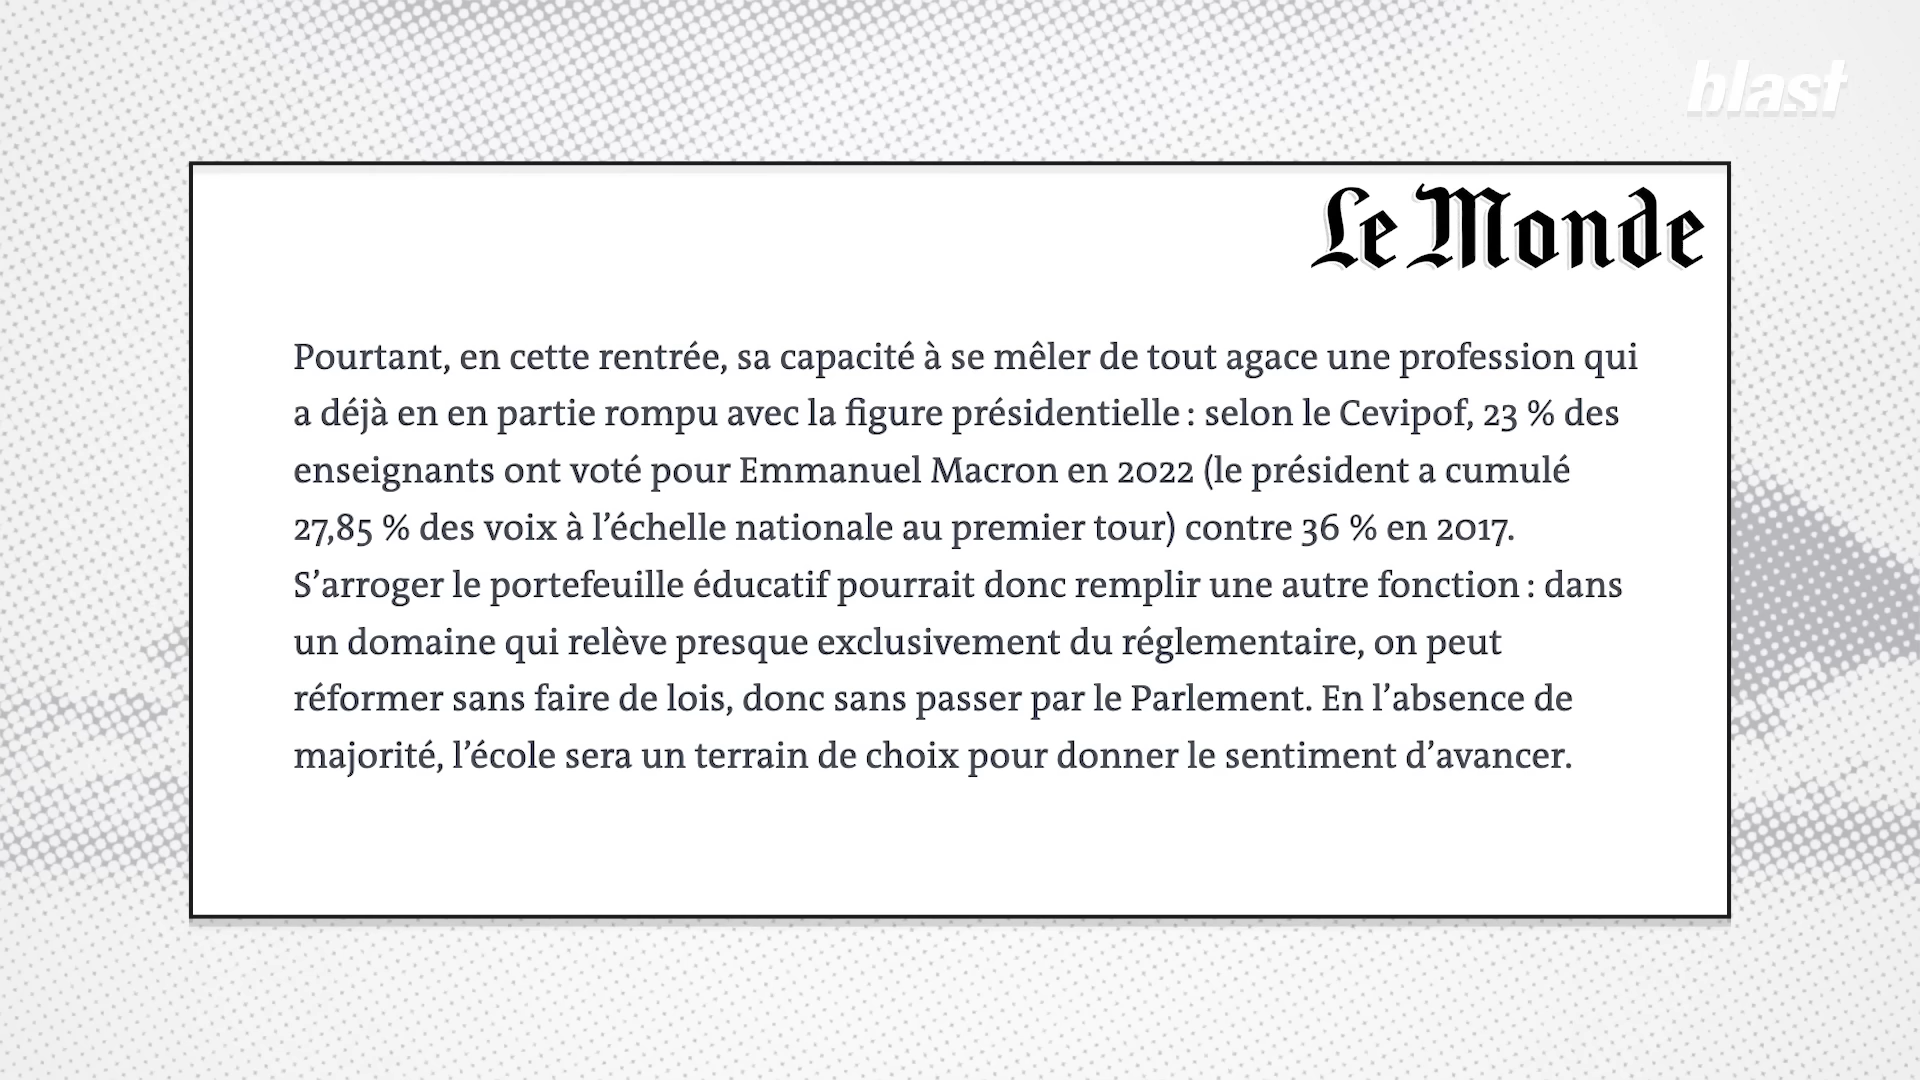 blast
Le Monde
Pourtant, en cette rentrée, sa capacité à se mêler de tout agace une profession qui
a déjà en en partie rompu avec la figure présidentielle : selon le Cevipof, 23 % des
enseignants ont voté pour Emmanuel Macron en 2022 (le président a cumulé
27,85 % des voix à l’échelle nationale au premier tour) contre 36 % en 2017.
S’arroger le portefeuille éducatif pourrait donc remplir une autre fonction : dans
un domaine qui relève presque exclusivement du réglementaire, on peut
réformer sans faire de lois, donc sans passer par le Parlement. En l’absence de
majorité, l’école sera un terrain de choix pour donner le sentiment d’avancer.